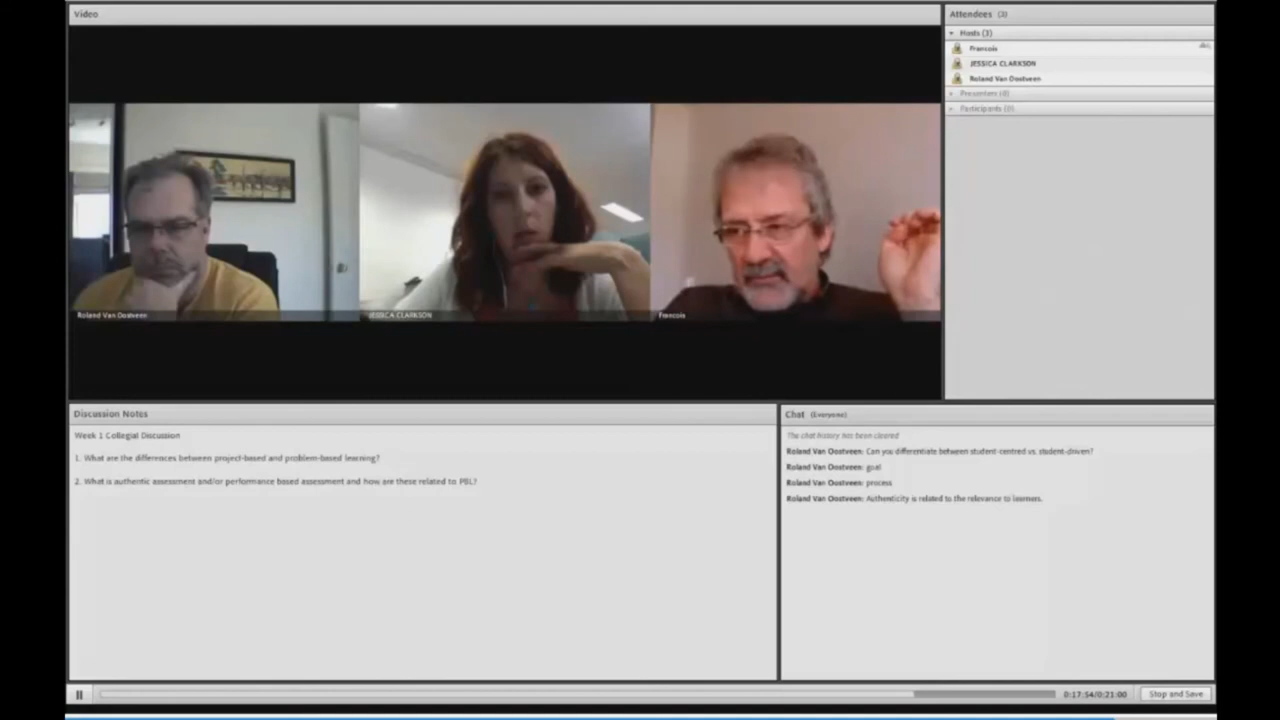 Video
Attendees (3)
Hosts (3)
Francois
JESSICA CLARKSON
Roland Van Oostveen
Presenters (0)
Participants (0)
Roland Van Oostveen
JESSICA CLARKSON
Francois
Discussion Notes
Week 1 Collegial Discussion
1. What are the differences between project-based and problem-based learning?
2. What is authentic assessment and/or performance based assessment and how are these related to PBL?
Chat (Everyone)
The chat history has been cleared
Roland Van Oostveen: Can you differentiate between student-centred vs. student-driven?
Roland Van Oostveen: goal
Roland Van Oostveen: process
Roland Van Oostveen: Authenticity is related to the relevance to learners.
0:17:54/0:21:00
Stop and Save